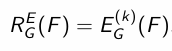 R_G^E(F) = E_G^{(k)}(F).